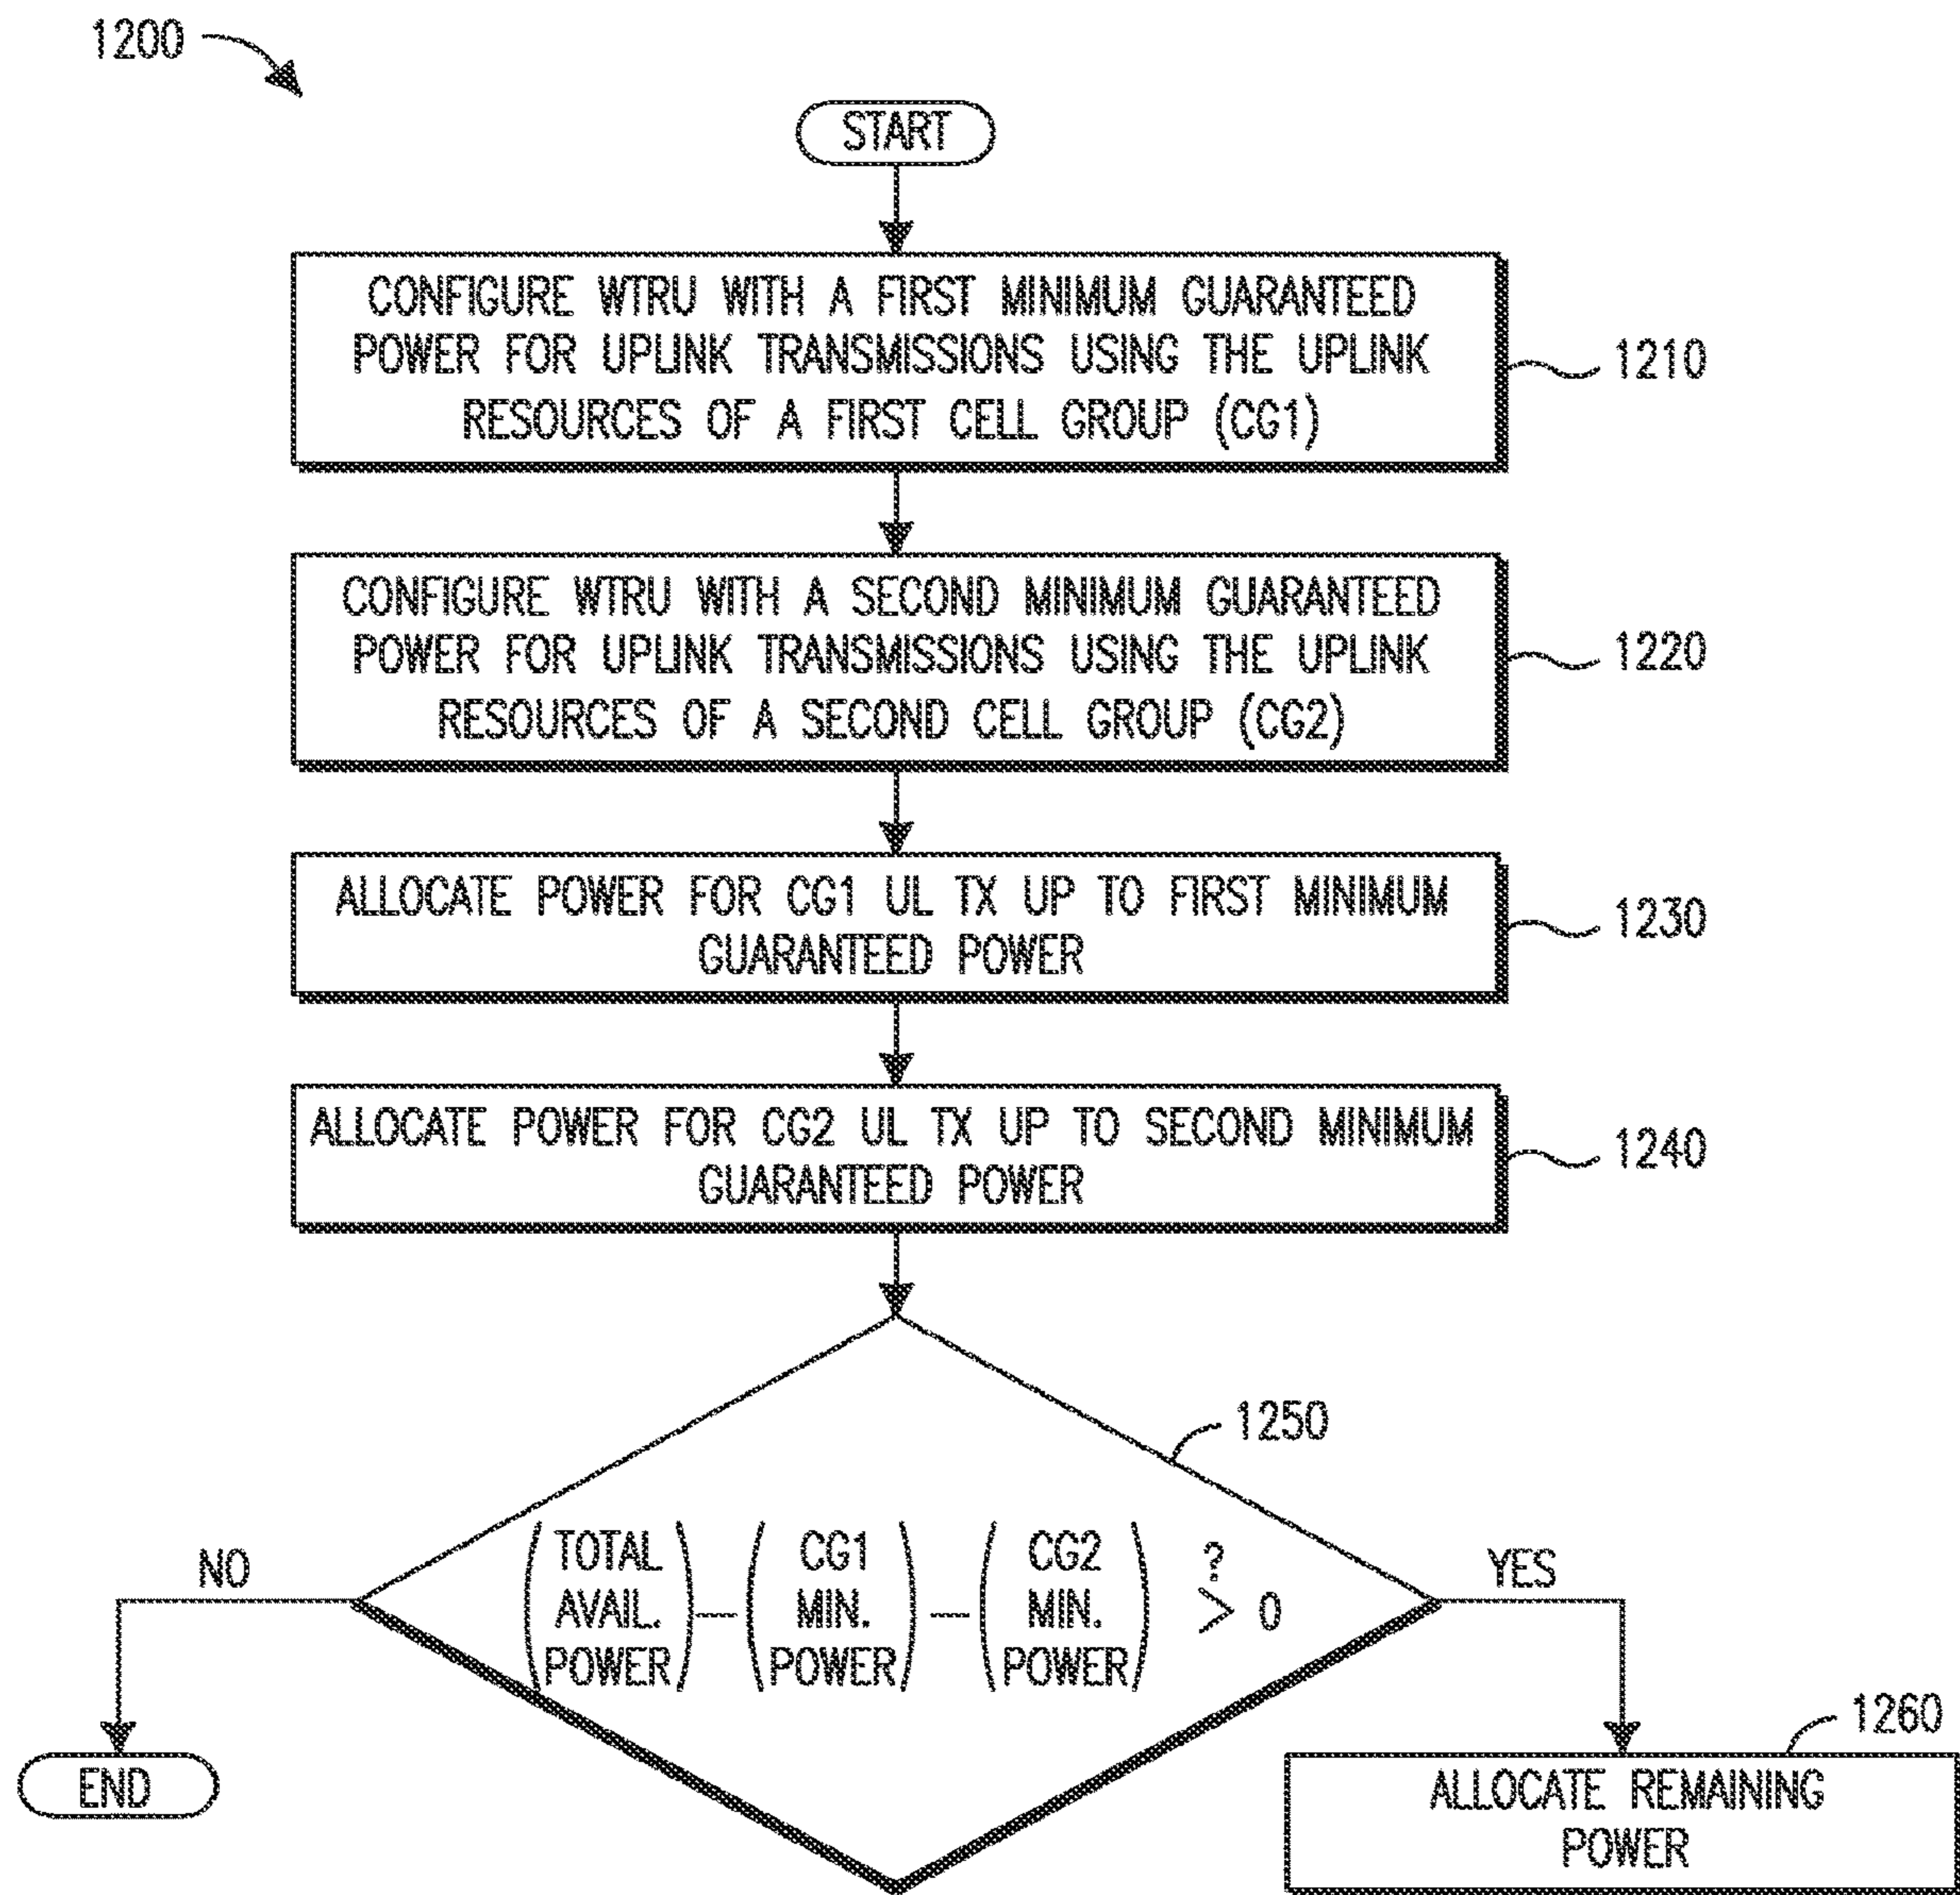 1200
START
CONFIGURE WTRU WITH A FIRST MINIMUM GUARANTEED
POWER FOR UPLINK TRANSMISSIONS USING THE UPLINK
RESOURCES OF A FIRST CELL GROUP (CG1)
1210
CONFIGURE WTRU WITH A SECOND MINIMUM GUARANTEED
POWER FOR UPLINK TRANSMISSIONS USING THE UPLINK
RESOURCES OF A SECOND CELL GROUP (CG2)
1220
ALLOCATE POWER FOR CG1 UL TX UP TO FIRST MINIMUM
GUARANTEED POWER
1230
ALLOCATE POWER FOR CG2 UL TX UP TO SECOND MINIMUM
GUARANTEED POWER
1240
1250
(TOTAL AVAIL. POWER) – (CG1 MIN. POWER) – (CG2 MIN. POWER) > 0 ?
NO
YES
END
1260
ALLOCATE REMAINING
POWER